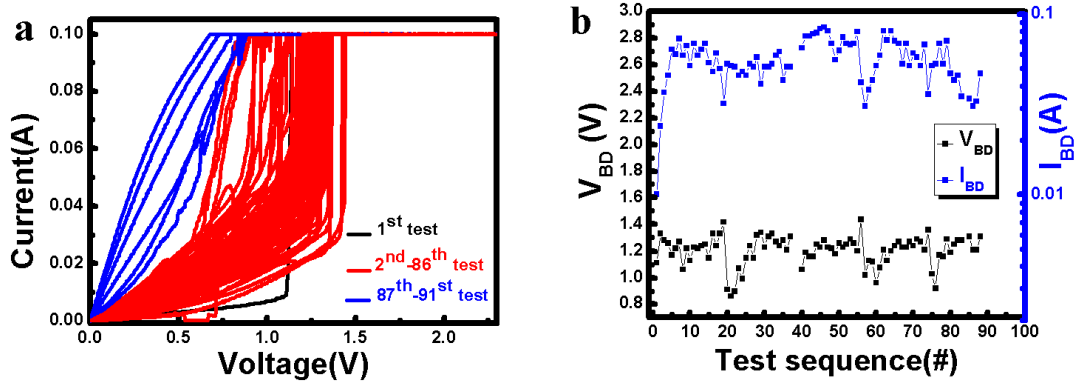 a
Current(A)
0.10
0.08
0.06
0.04
0.02
0.00
1st test
2nd-86th test
87th-91st test
0.0 0.5 1.0 1.5 2.0
Voltage(V)
b
VBD (V)
3.0
2.8
2.6
2.4
2.2
2.0
1.8
1.6
1.4
1.2
1.0
0.8
VBD
IBD
0.1
0.01
IBD(A)
0 10 20 30 40 50 60 70 80 90 100
Test sequence(#)